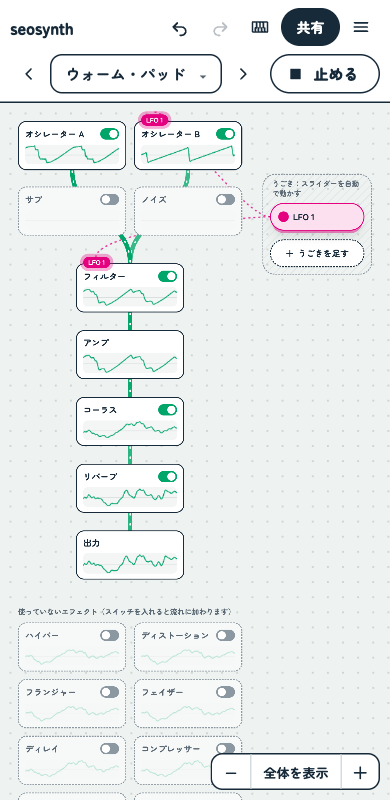 seosynth
共有
ウォーム・パッド
止める
LFO 1
オシレーター A
オシレーター B
サブ
ノイズ
うごき：スライダーを自動
で動かす
LFO 1
＋ うごきを足す
LFO 1
フィルター
アンプ
コーラス
リバーブ
出力
使っていないエフェクト（スイッチを入れると流れに加わります）
ハイパー
ディストーション
フランジャー
フェイザー
ディレイ
コンプレッサー
− 全体を表示 ＋